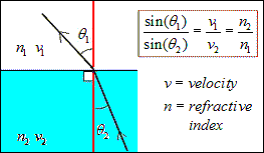 n₁ v₁
θ₁
n₂ v₂
θ₂
sin(θ₁)/sin(θ₂) = v₁/v₂ = n₂/n₁
v = velocity
n = refractive
index